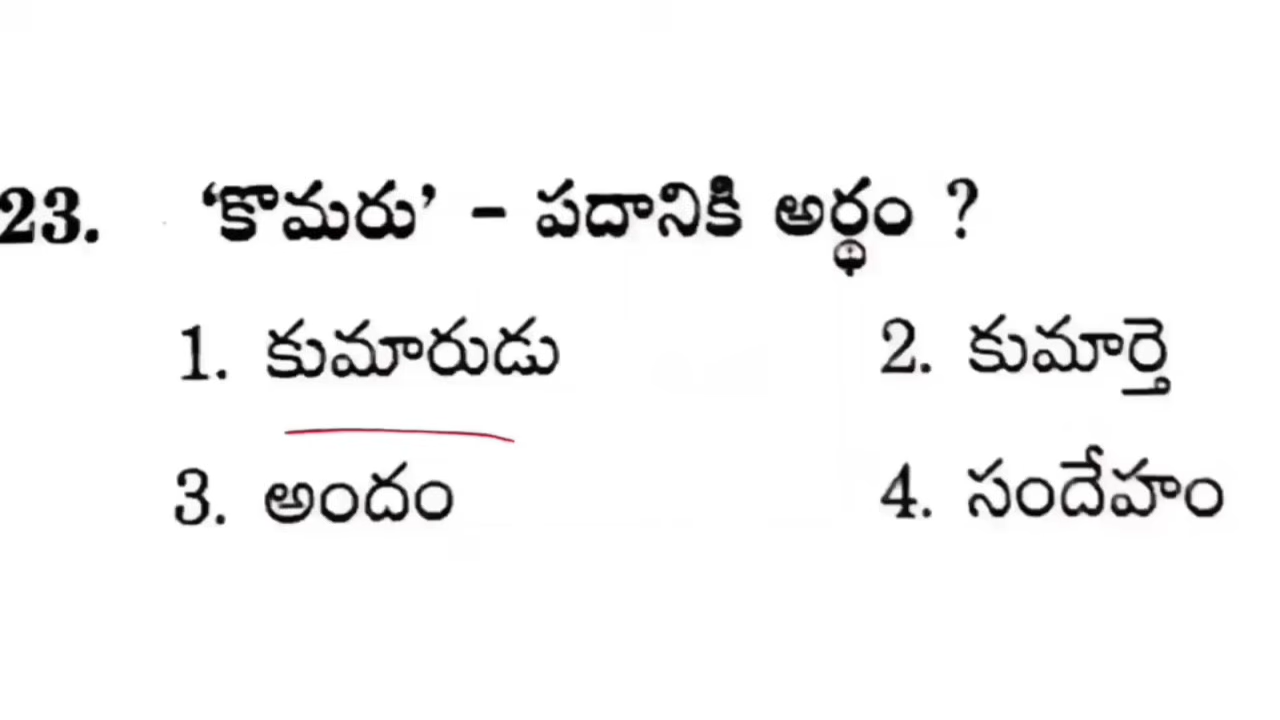 23. ‘కొమరు’ - పదానికి అర్థం ?
1. కుమారుడు 2. కుమార్తె
3. అందం 4. సందేహం